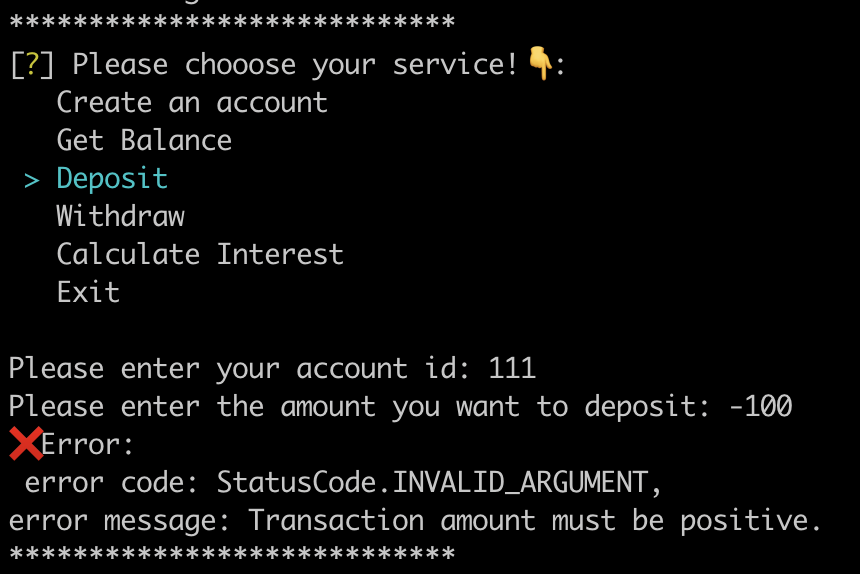 ****************************
[?] Please chooose your service!👇:
Create an account
Get Balance
> Deposit
Withdraw
Calculate Interest
Exit
Please enter your account id: 111
Please enter the amount you want to deposit: -100
❌Error:
error code: StatusCode.INVALID_ARGUMENT,
error message: Transaction amount must be positive.
****************************